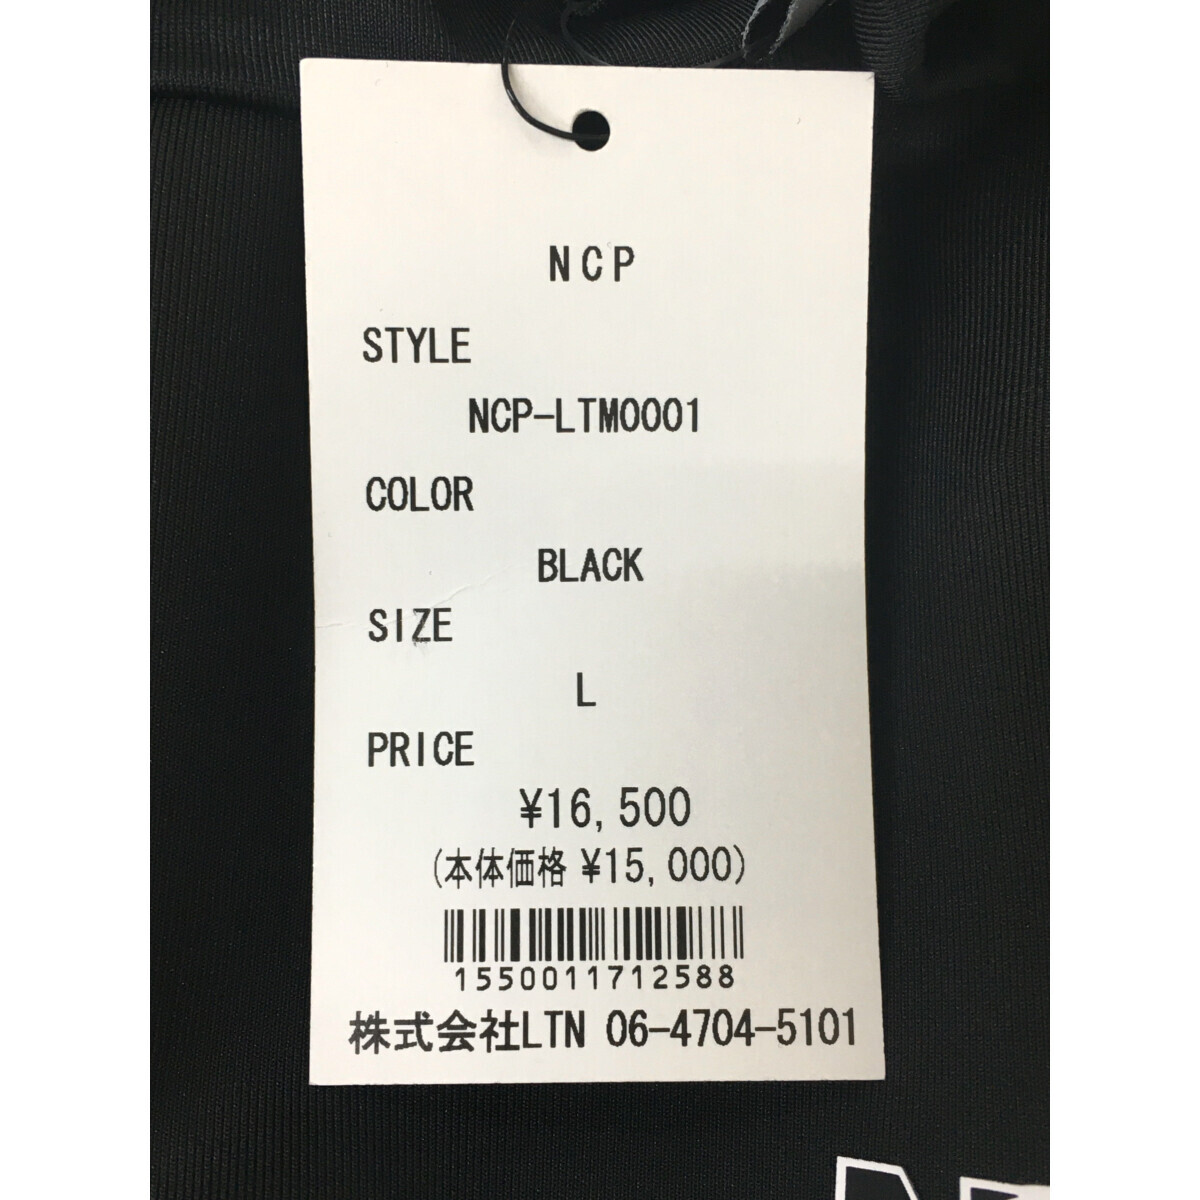 NCP
STYLE
NCP-LTM0001
COLOR
BLACK
SIZE
L
PRICE
¥16,500
(本体価格 ¥15,000)
1550011712588
株式会社LTN 06-4704-5101